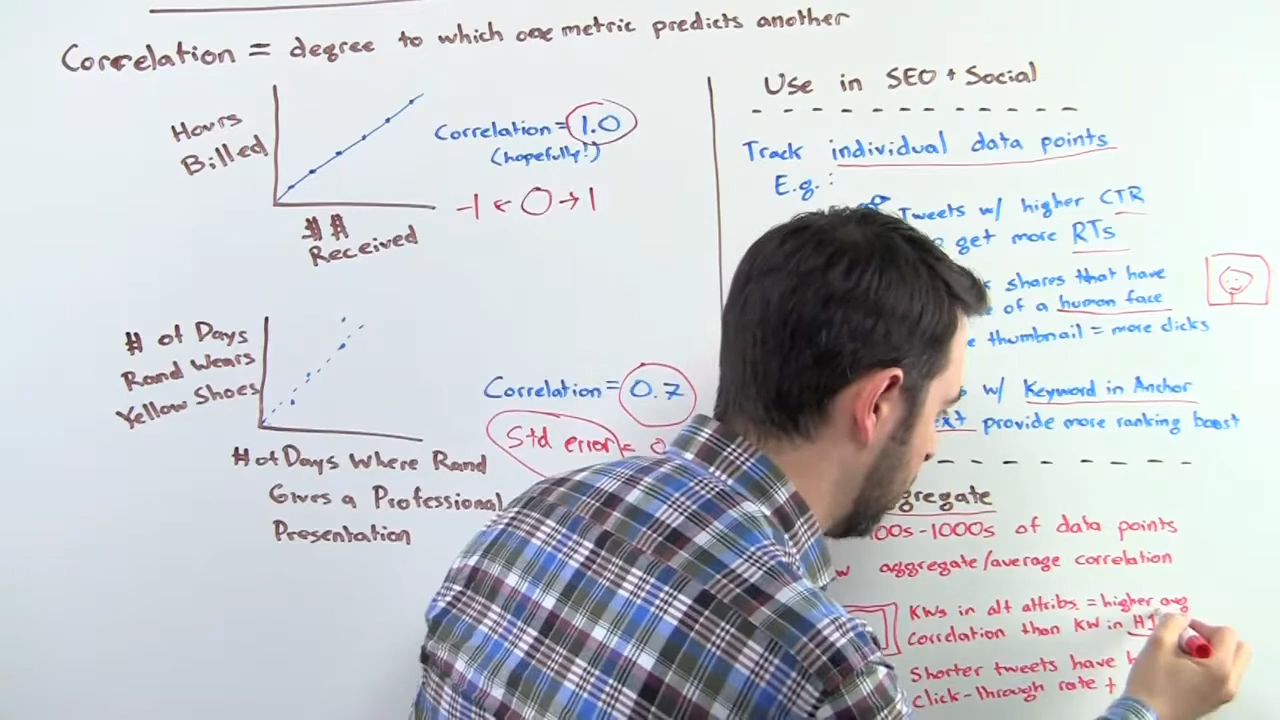 Correlation = degree to which one metric predicts another
Hours
Billed
Correlation = 1.0
(hopefully!)
-1 ← 0 → 1
$$ ##
Received
# of Days
Rand Wears
Yellow Shoes
Correlation = 0.7
Std error = 0
# of Days Where Rand
Gives a Professional
Presentation
Use in SEO + Social
Track individual data points
E.g.:
Tweets w/ higher CTR
get more RTs
shares that have
of a human face
thumbnail = more clicks
w/ Keyword in Anchor
provide more ranking boost
100s-1000s of data points
aggregate/average correlation
KWs in alt attribs. = higher avg
correlation than KW in H1
Shorter tweets have
click-through rate +